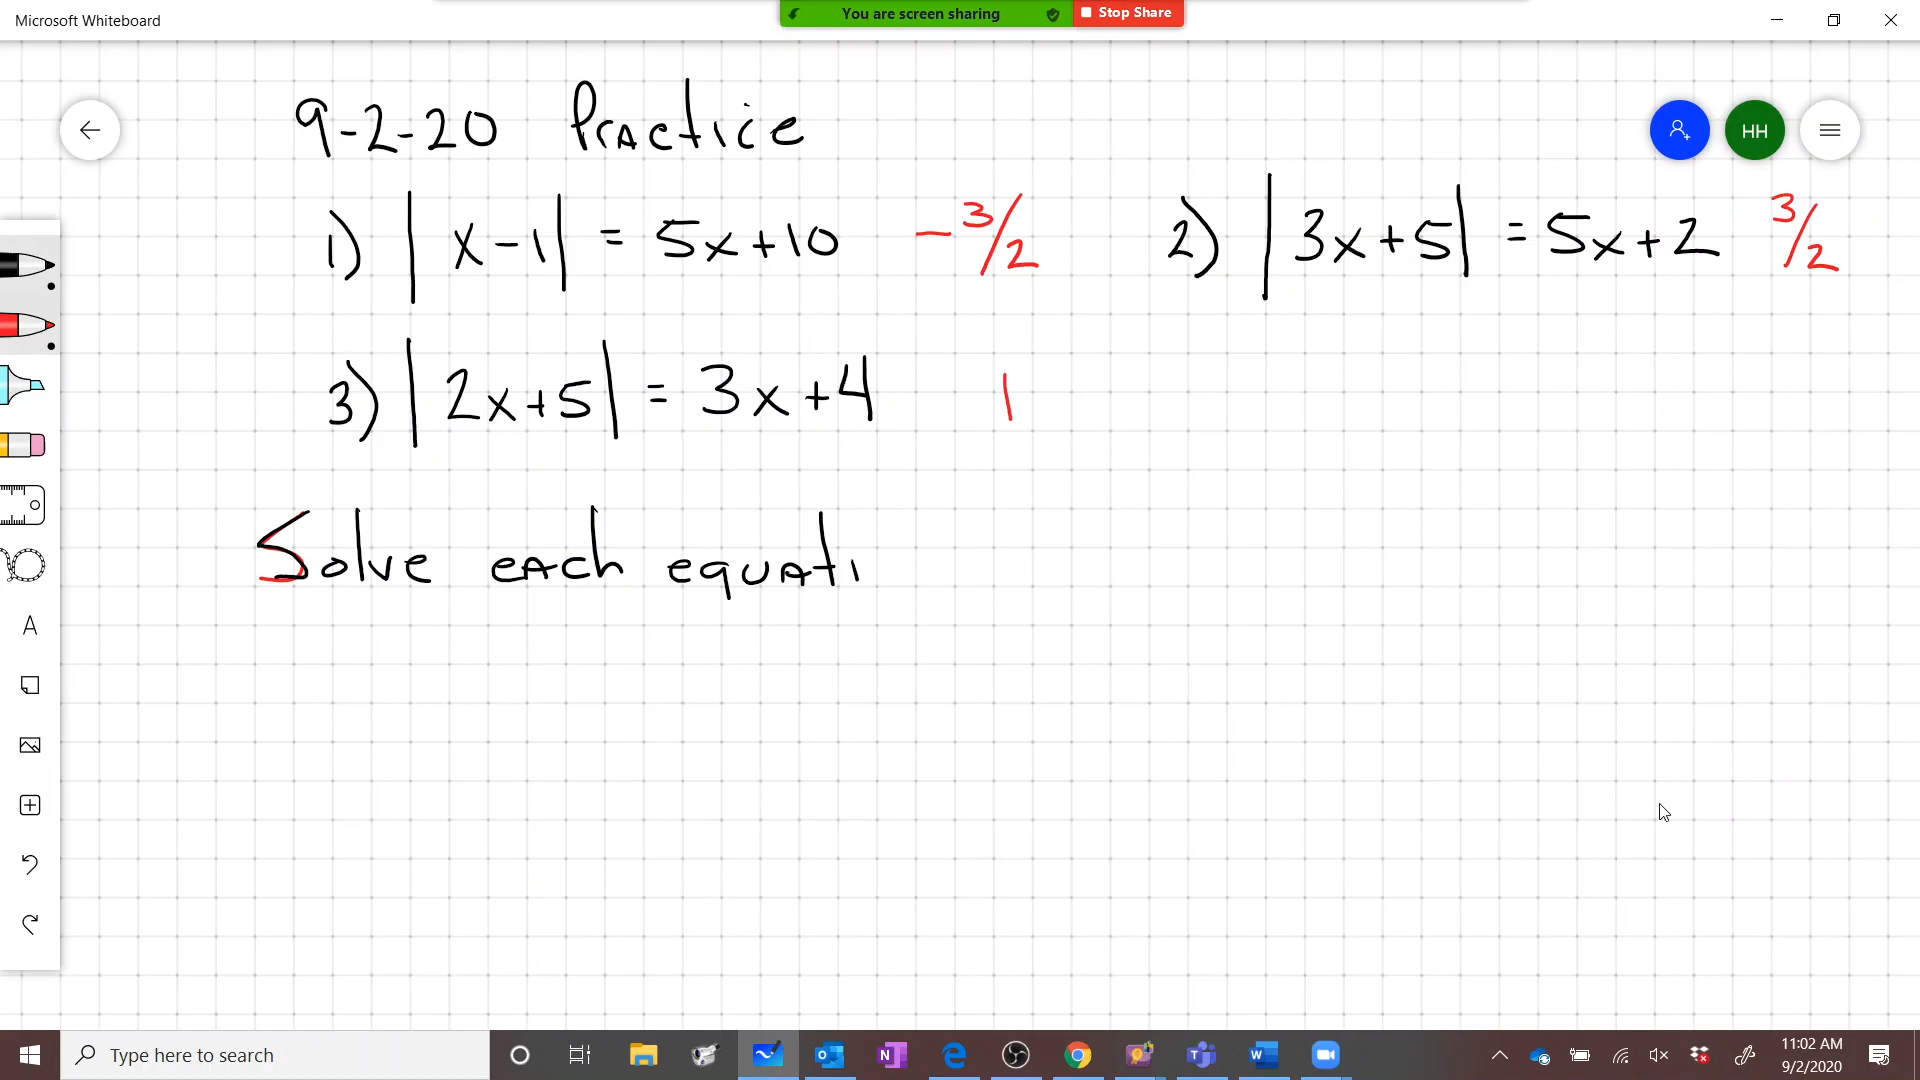 Microsoft Whiteboard
You are screen sharing
Stop Share
9-2-20 Practice
HH
1) |x-1| = 5x+10 -3/2
2) |3x+5| = 5x+2 3/2
3) |2x+5| = 3x+4 1
Solve each equati
A
Type here to search
11:02 AM
9/2/2020